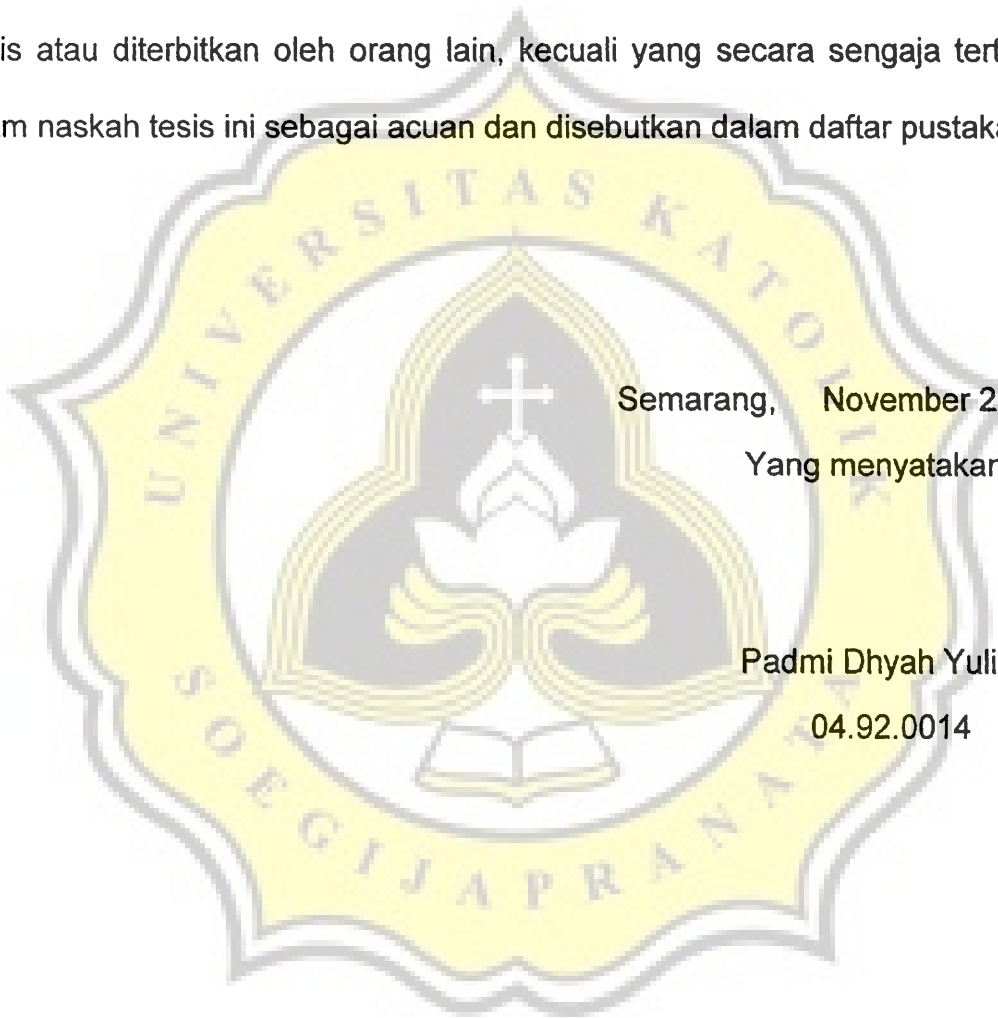 is atau diterbitkan oleh orang lain, kecuali yang secara sengaja tert
m naskah tesis ini sebagai acuan dan disebutkan dalam daftar pustaka
UNIVERSITAS KATOLIK
Semarang, November 2
Yang menyatakan
Padmi Dhyah Yuli
04.92.0014
SOEGIJAPRANATA